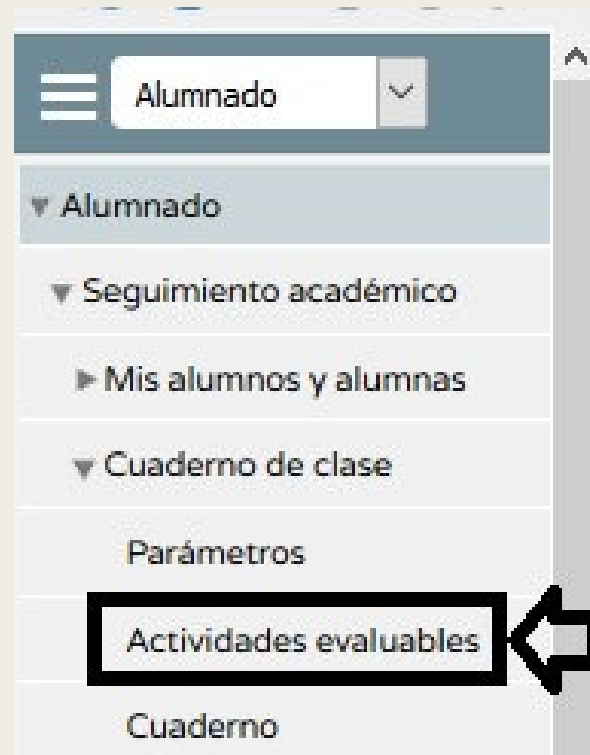 Alumnado
Alumnado
Seguimiento académico
Mis alumnos y alumnas
Cuaderno de clase
Parámetros
Actividades evaluables
Cuaderno